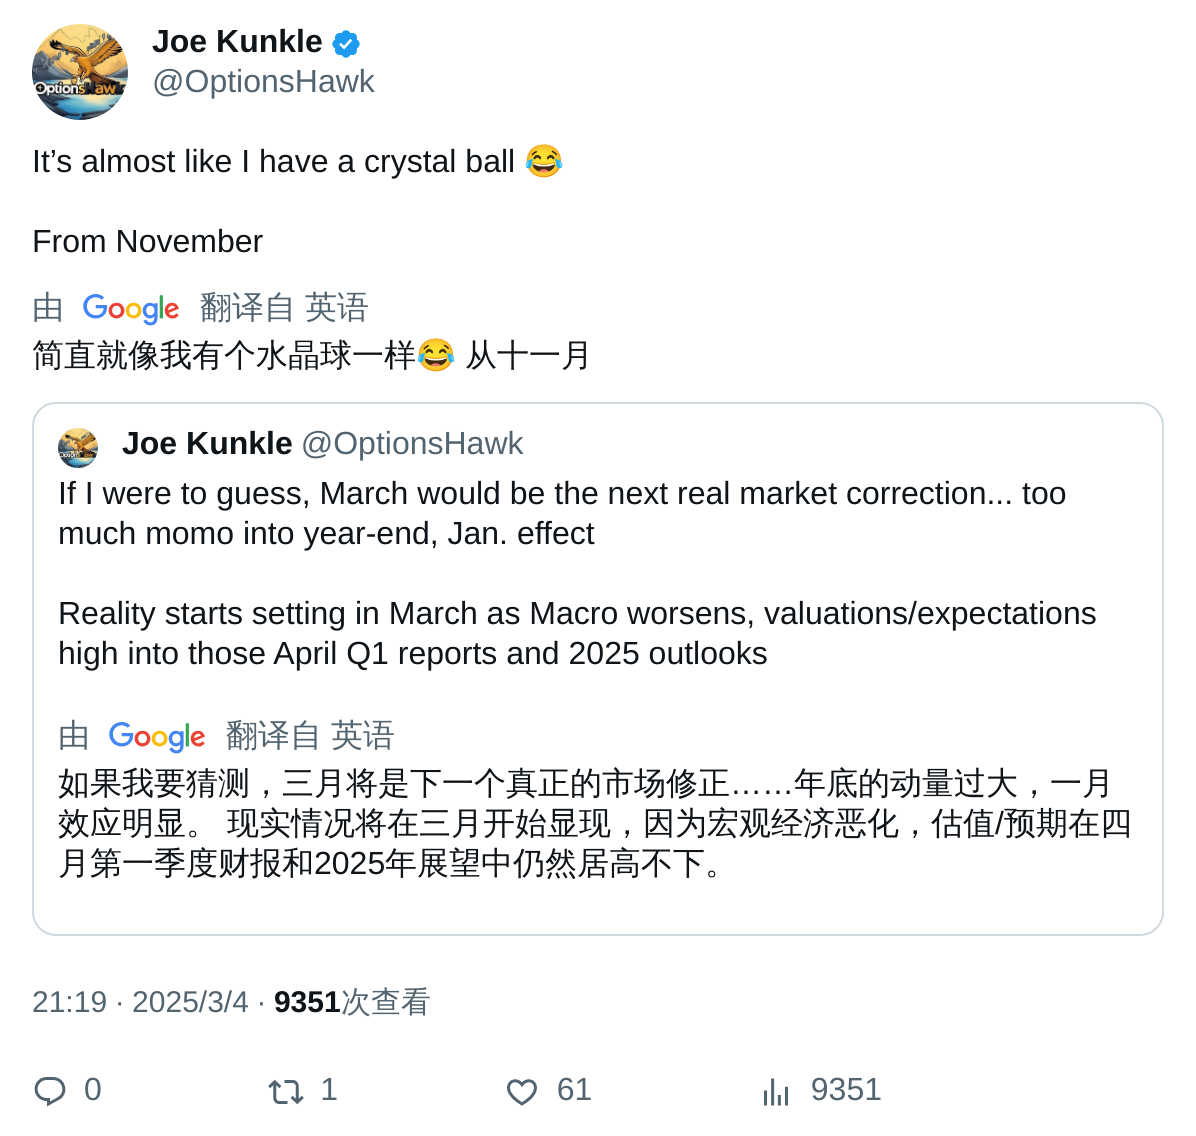 Joe Kunkle
@OptionsHawk
It’s almost like I have a crystal ball 😂
From November
由 Google 翻译自 英语
简直就像我有个水晶球一样😂 从十一月
Joe Kunkle @OptionsHawk
If I were to guess, March would be the next real market correction... too
much momo into year-end, Jan. effect
Reality starts setting in March as Macro worsens, valuations/expectations
high into those April Q1 reports and 2025 outlooks
由 Google 翻译自 英语
如果我要猜测，三月将是下一个真正的市场修正……年底的动量过大，一月
效应明显。 现实情况将在三月开始显现，因为宏观经济恶化，估值/预期在四
月第一季度财报和2025年展望中仍然居高不下。
21:19 · 2025/3/4 · 9351次查看
0 1 61 9351